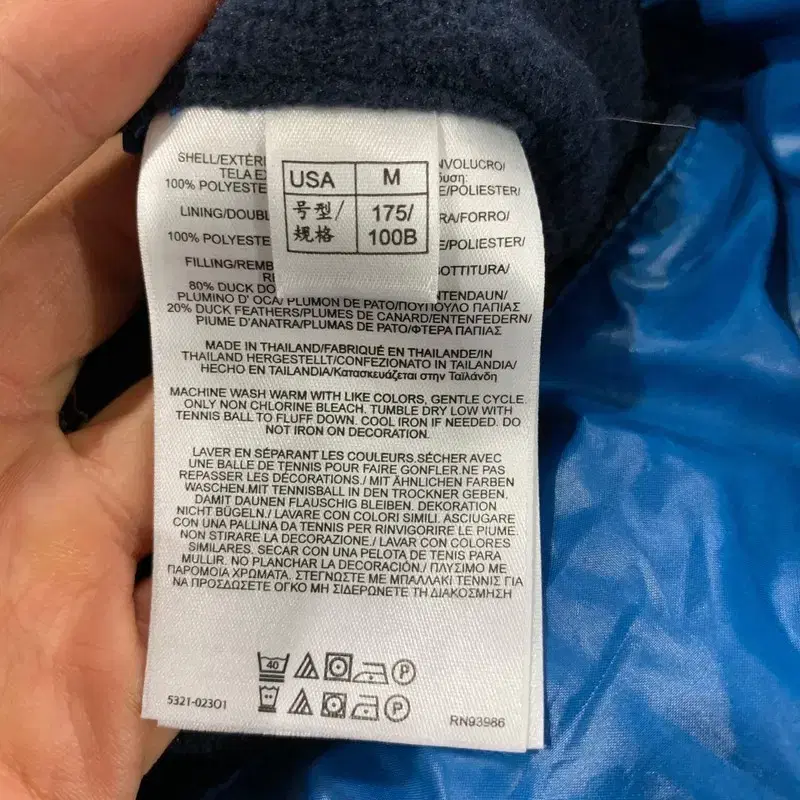 USA M
号型/ 175/
规格 100B
SHELL/EXTÉRI NVOLUCRO/
TELA EX δυση:
100% POLYESTE E/POLIESTER/
LINING/DOUBL RA/FORRO/
100% POLYESTE E/POLIESTER/
FILLING/REMB OTTITURA/
RE
80% DUCK DO NTENDAUN/
PLUMINO D' OCA/ PLUMON DE PATO/ΠΟΥΠΟΥΛΟ ΠΑΠΙΑΣ
20% DUCK FEATHERS/PLUMES DE CANARD/ENTENFEDERN/
PIUME D'ANATRA/PLUMAS DE PATO/ΦΤΕΡΑ ΠΑΠΙΑΣ
MADE IN THAILAND/FABRIQUÉ EN THAILANDE/IN
THAILAND HERGESTELLT/CONFEZIONATO IN TAILANDIA/
HECHO EN TAILANDIA/Κατασκευάζεται στην Ταϊλάνδη
MACHINE WASH WARM WITH LIKE COLORS, GENTLE CYCLE.
ONLY NON CHLORINE BLEACH. TUMBLE DRY LOW WITH
TENNIS BALL TO FLUFF DOWN. COOL IRON IF NEEDED. DO
NOT IRON ON DECORATION.
LAVER EN SÉPARANT LES COULEURS.SÉCHER AVEC
UNE BALLE DE TENNIS POUR FAIRE GONFLER.NE PAS
REPASSER LES DÉCORATIONS./ MIT ÄHNLICHEN FARBEN
WASCHEN.MIT TENNISBALL IN DEN TROCKNER GEBEN,
DAMIT DAUNEN FLAUSCHIG BLEIBEN. DEKORATION
NICHT BÜGELN./ LAVARE CON COLORI SIMILI. ASCIUGARE
CON UNA PALLINA DA TENNIS PER RINVIGORIRE LE PIUME.
NON STIRARE LA DECORAZIONE./ LAVAR CON COLORES
SIMILARES. SECAR CON UNA PELOTA DE TENIS PARA
MULLIR. NO PLANCHAR LA DECORACIÓN./ ΠΛΥΣΙΜΟ ΜΕ
ΠΑΡΟΜΟΙΑ ΧΡΩΜΑΤΑ. ΣΤΕΓΝΩΣΤΕ ΜΕ ΜΠΑΛΛΑΚΙ ΤΕΝΝΙΣ ΓΙΑ
ΝΑ ΠΡΟΣΔΩΣΕΤΕ ΟΓΚΟ ΜΗ ΣΙΔΕΡΩΝΕΤΕ ΤΗ ΔΙΑΚΟΣΜΗΣΗ
40 P
P
5321-02301 RN93986